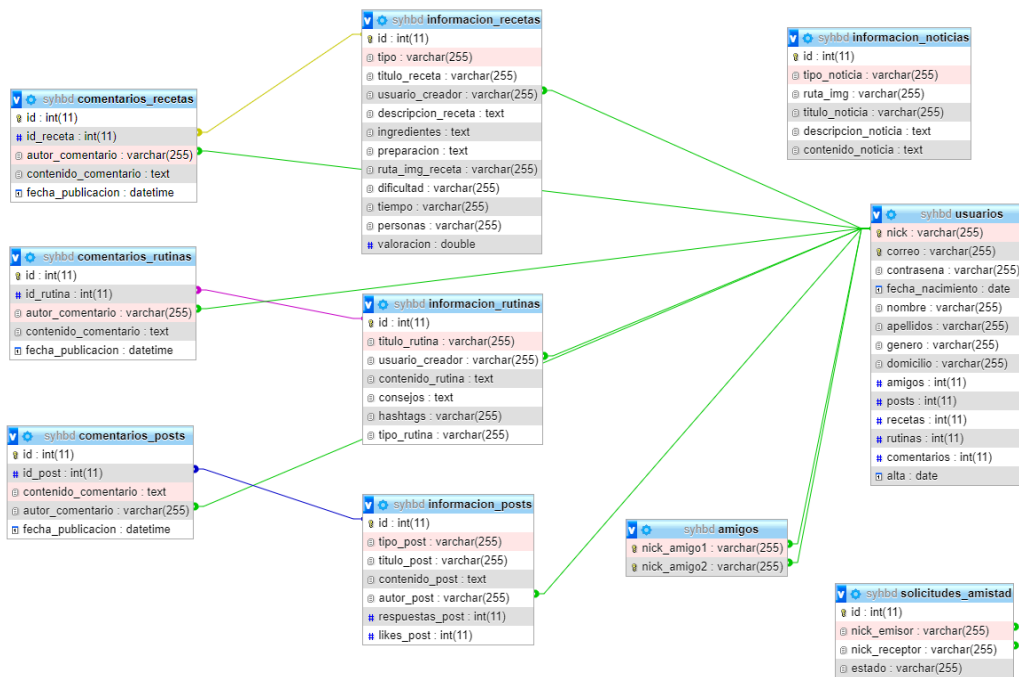 syhbd informacion_recetas
id : int(11)
tipo : varchar(255)
titulo_receta : varchar(255)
usuario_creador : varchar(255)
descripcion_receta : text
ingredientes : text
preparacion : text
ruta_img_receta : varchar(255)
dificultad : varchar(255)
tiempo : varchar(255)
personas : varchar(255)
valoracion : double
syhbd informacion_noticias
id : int(11)
tipo_noticia : varchar(255)
ruta_img : varchar(255)
titulo_noticia : varchar(255)
descripcion_noticia : text
contenido_noticia : text
syhbd comentarios_recetas
id : int(11)
id_receta : int(11)
autor_comentario : varchar(255)
contenido_comentario : text
fecha_publicacion : datetime
syhbd usuarios
nick : varchar(255)
correo : varchar(255)
contrasena : varchar(255)
fecha_nacimiento : date
nombre : varchar(255)
apellidos : varchar(255)
genero : varchar(255)
domicilio : varchar(255)
amigos : int(11)
posts : int(11)
recetas : int(11)
rutinas : int(11)
comentarios : int(11)
alta : date
syhbd comentarios_rutinas
id : int(11)
id_rutina : int(11)
autor_comentario : varchar(255)
contenido_comentario : text
fecha_publicacion : datetime
syhbd informacion_rutinas
id : int(11)
titulo_rutina : varchar(255)
usuario_creador : varchar(255)
contenido_rutina : text
consejos : text
hashtags : varchar(255)
tipo_rutina : varchar(255)
syhbd comentarios_posts
id : int(11)
id_post : int(11)
contenido_comentario : text
autor_comentario : varchar(255)
fecha_publicacion : datetime
syhbd informacion_posts
id : int(11)
tipo_post : varchar(255)
titulo_post : varchar(255)
contenido_post : text
autor_post : varchar(255)
respuestas_post : int(11)
likes_post : int(11)
syhbd amigos
nick_amigo1 : varchar(255)
nick_amigo2 : varchar(255)
syhbd solicitudes_amistad
id : int(11)
nick_emisor : varchar(255)
nick_receptor : varchar(255)
estado : varchar(255)